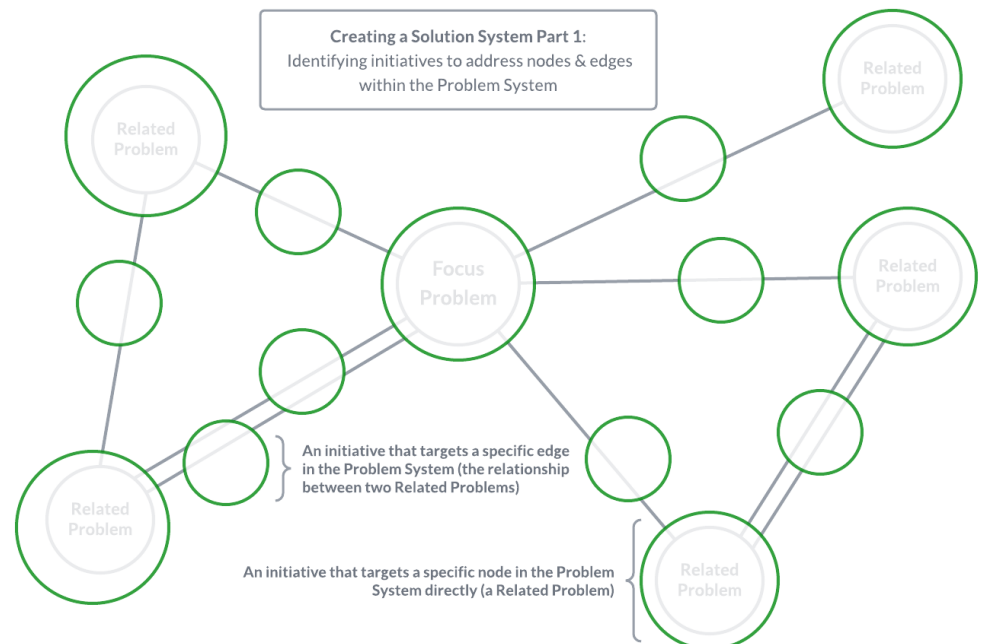 Creating a Solution System Part 1:
Identifying initiatives to address nodes & edges
within the Problem System
Related
Problem
Related
Problem
Focus
Problem
Related
Problem
An initiative that targets a specific edge
in the Problem System (the relationship
between two Related Problems)
Related
Problem
An initiative that targets a specific node in the Problem
System directly (a Related Problem)
Related
Problem